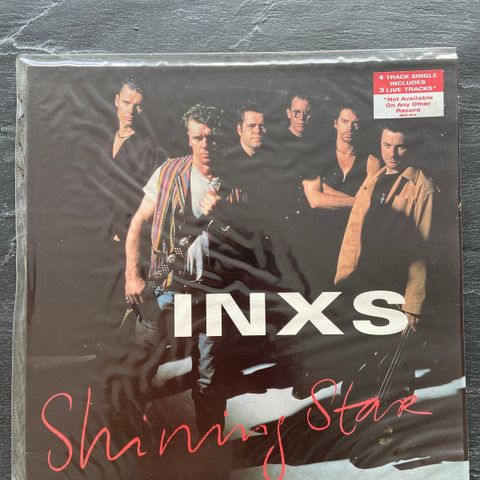 4 TRACK SINGLE
INCLUDES
3 LIVE TRACKS*
*Not Available
On Any Other
Record
INXS
Shining Star